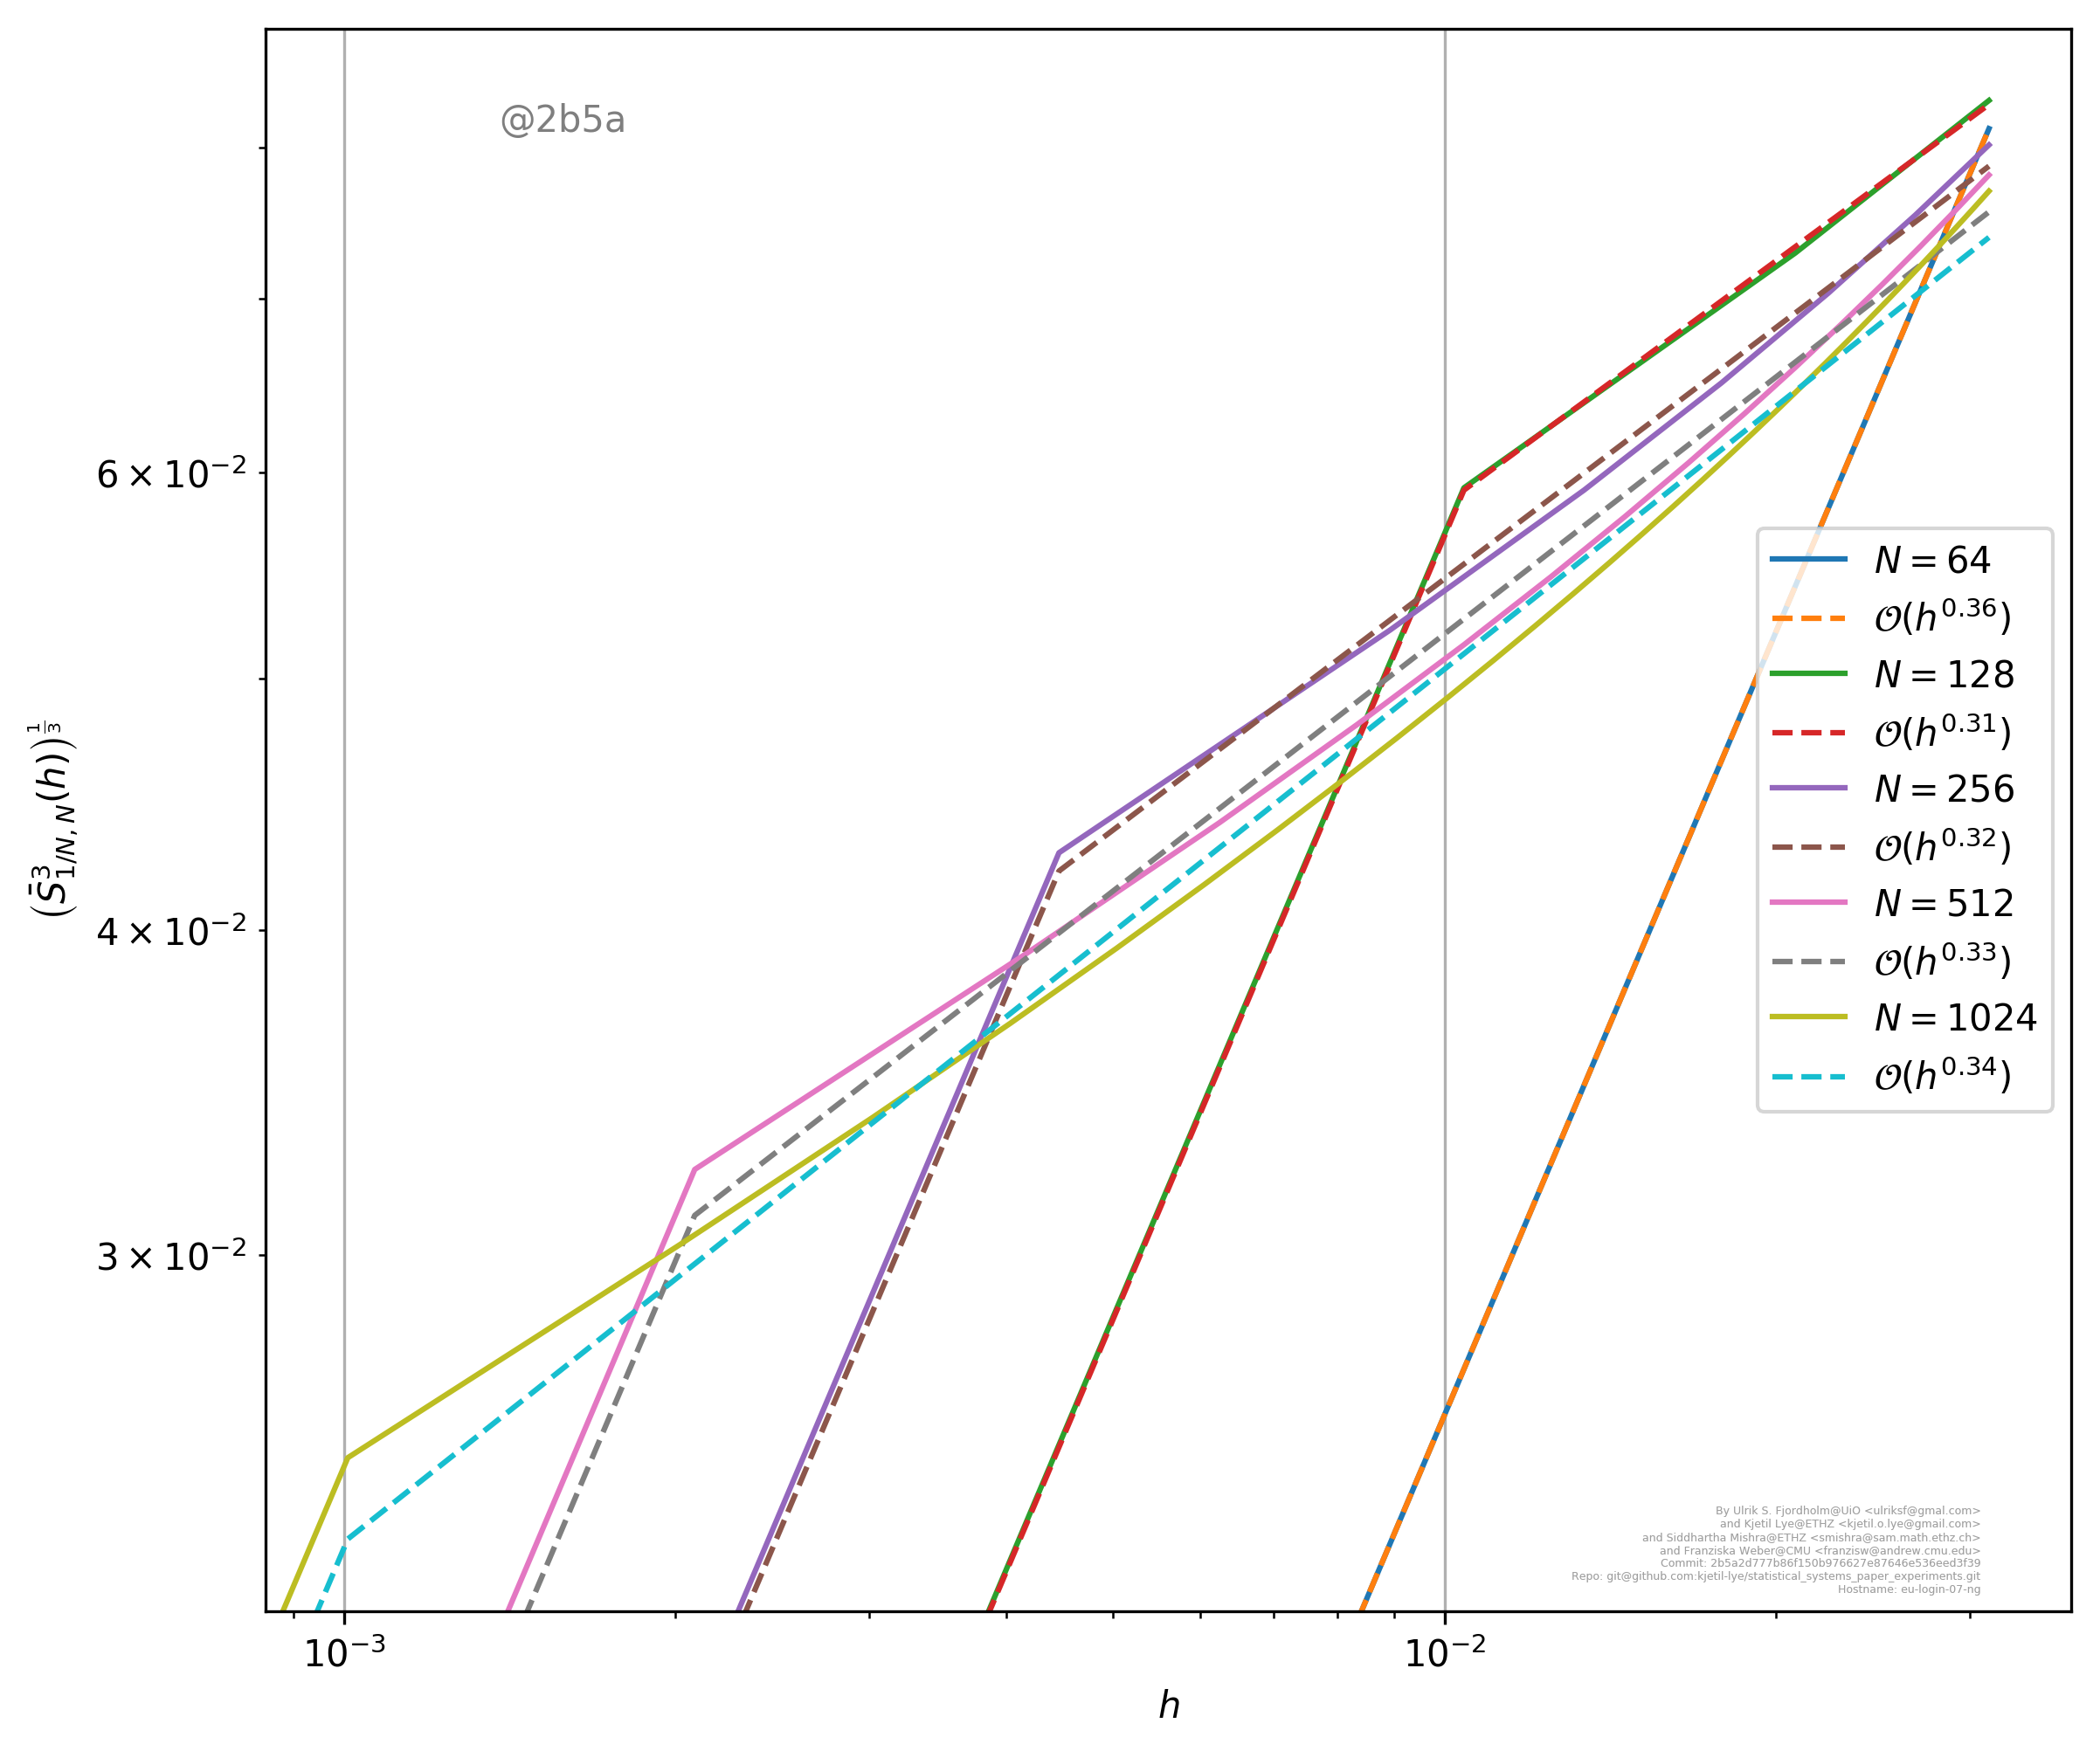 @2b5a
6 × 10⁻²
4 × 10⁻²
3 × 10⁻²
(S̄³₁/N, N(h))^(1/3)
10⁻³
10⁻²
h
N = 64
𝒪(h^0.36)
N = 128
𝒪(h^0.31)
N = 256
𝒪(h^0.32)
N = 512
𝒪(h^0.33)
N = 1024
𝒪(h^0.34)
By Ulrik S. Fjordholm@UiO <ulriksf@gmal.com>
and Kjetil Lye@ETHZ <kjetil.o.lye@gmail.com>
and Siddhartha Mishra@ETHZ <smishra@sam.math.ethz.ch>
and Franziska Weber@CMU <franzisw@andrew.cmu.edu>
Commit: 2b5a2d777b86f150b976627e87646e536eed3f39
Repo: git@github.com:kjetil-lye/statistical_systems_paper_experiments.git
Hostname: eu-login-07-ng